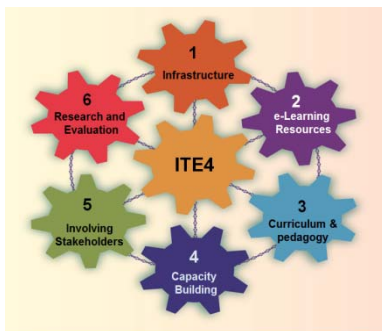 1
Infrastructure
2
e-Learning
Resources
3
Curriculum &
pedagogy
4
Capacity
Building
5
Involving
Stakeholders
6
Research and
Evaluation
ITE4